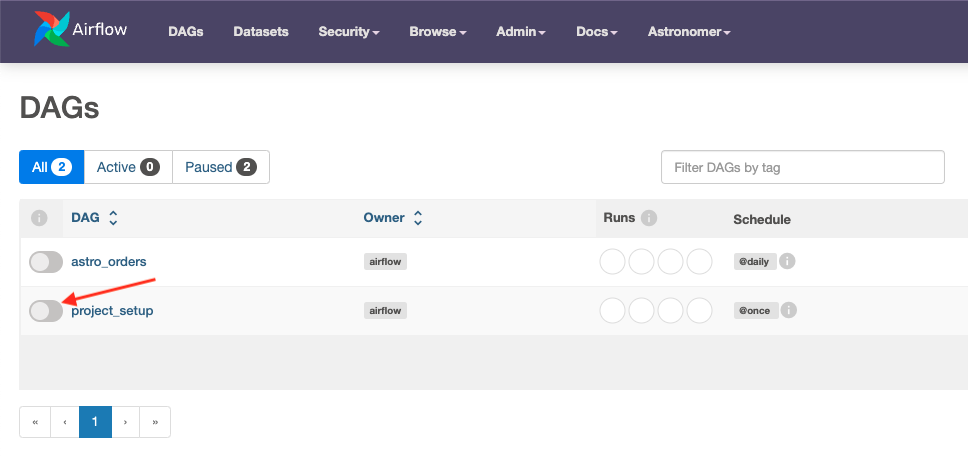 Airflow DAGs Datasets Security Browse Admin Docs Astronomer
DAGs
All 2 Active 0 Paused 2 Filter DAGs by tag
i DAG Owner Runs i Schedule
astro_orders airflow @daily i
project_setup airflow @once i
« ‹ 1 › »